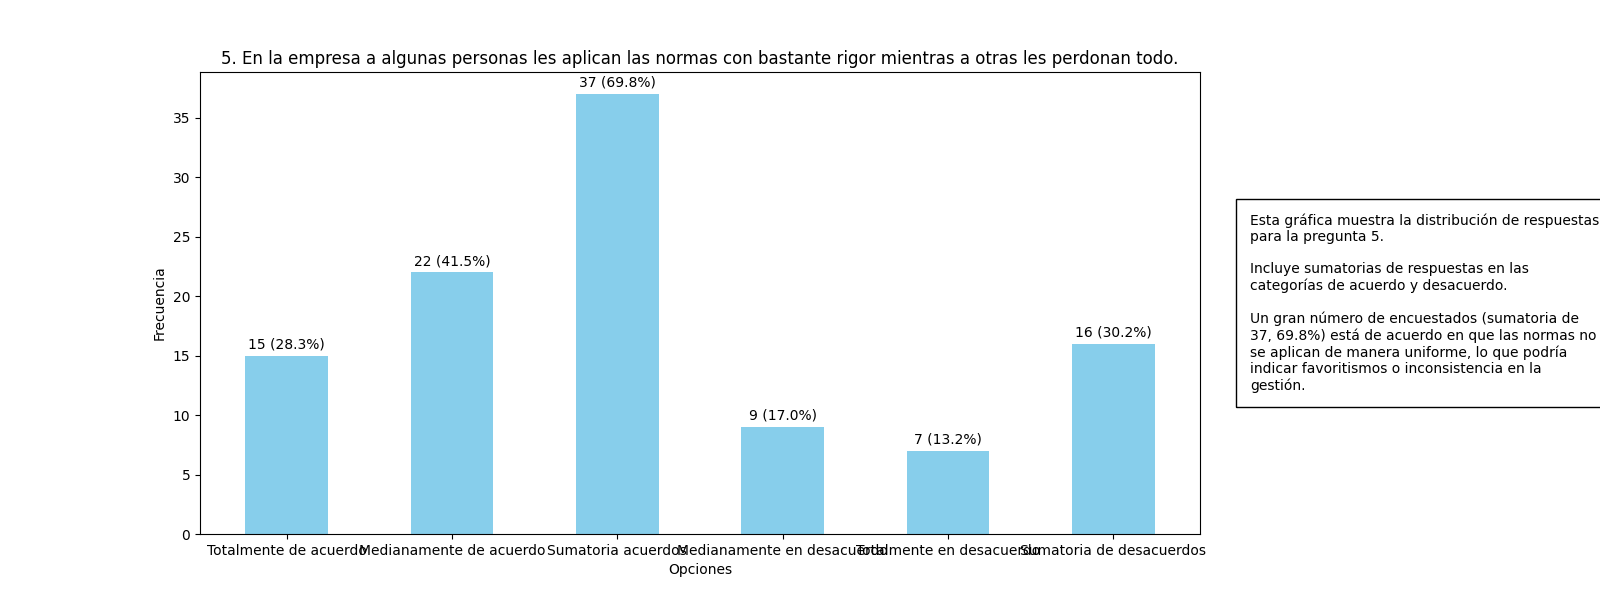 5. En la empresa a algunas personas les aplican las normas con bastante rigor mientras a otras les perdonan todo.
37 (69.8%)
22 (41.5%)
15 (28.3%)
16 (30.2%)
9 (17.0%)
7 (13.2%)
Frecuencia
35
30
25
20
15
10
5
0
Totalmente de acuerdo
Medianamente de acuerdo
Sumatoria acuerdos
Medianamente en desacuerdo
Totalmente en desacuerdo
Sumatoria de desacuerdos
Opciones
Esta gráfica muestra la distribución de respuestas
para la pregunta 5.
Incluye sumatorias de respuestas en las
categorías de acuerdo y desacuerdo.
Un gran número de encuestados (sumatoria de
37, 69.8%) está de acuerdo en que las normas no
se aplican de manera uniforme, lo que podría
indicar favoritismos o inconsistencia en la
gestión.